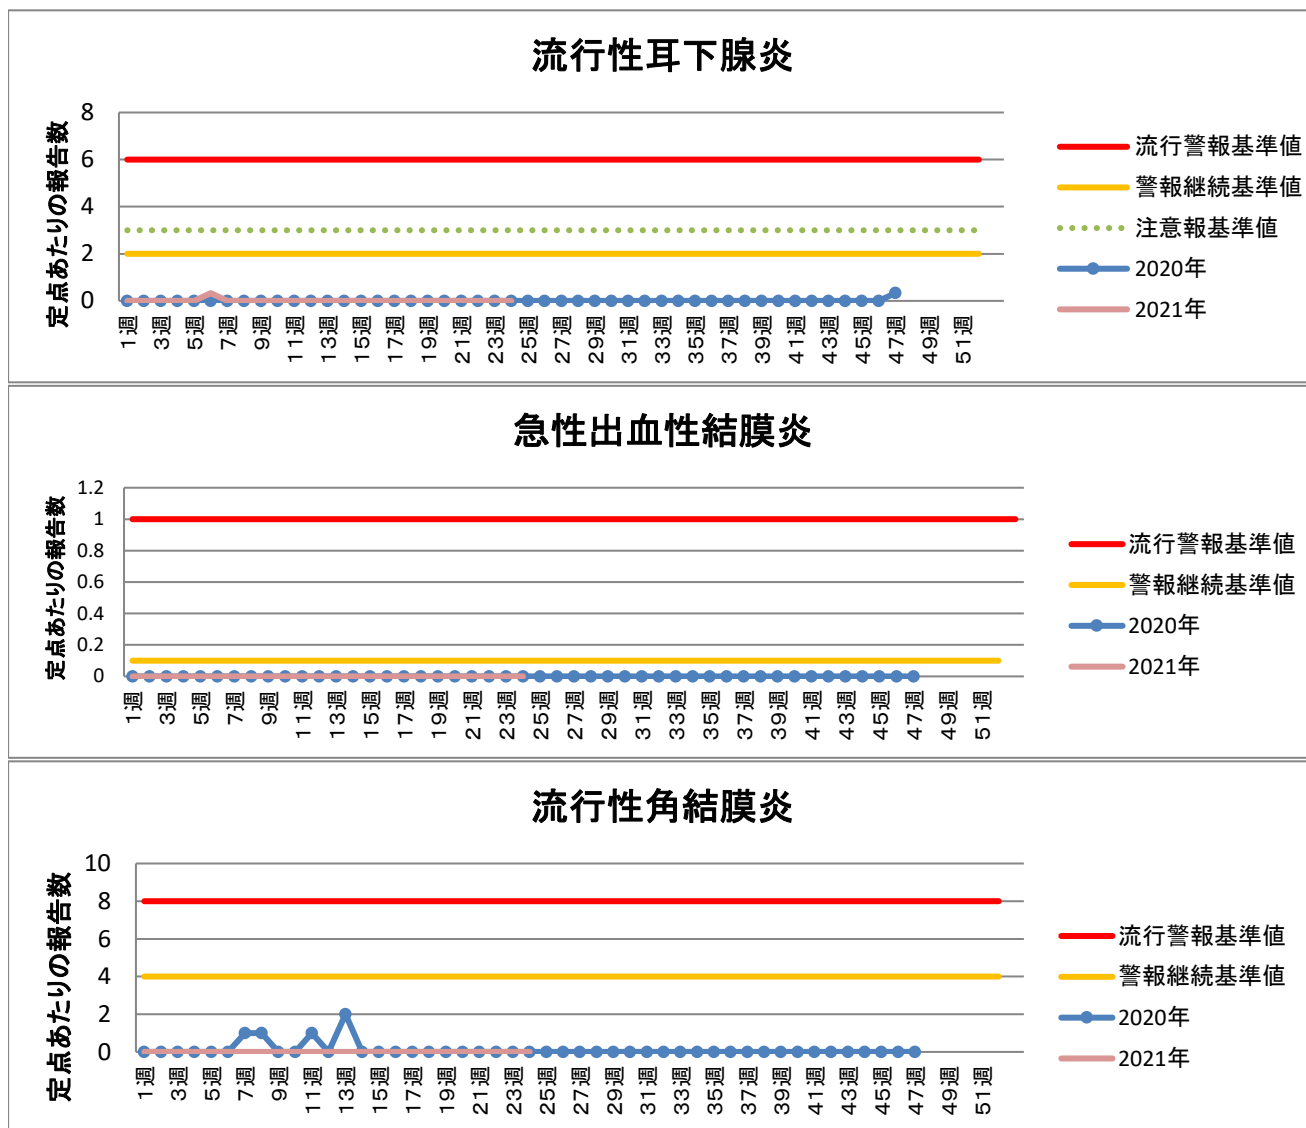 流行性耳下腺炎
定点あたりの報告数
8
6
4
2
0
1週 3週 5週 7週 9週 11週 13週 15週 17週 19週 21週 23週 25週 27週 29週 31週 33週 35週 37週 39週 41週 43週 45週 47週 49週 51週
流行警報基準値
警報継続基準値
注意報基準値
2020年
2021年
急性出血性結膜炎
定点あたりの報告数
1.2
1
0.8
0.6
0.4
0.2
0
1週 3週 5週 7週 9週 11週 13週 15週 17週 19週 21週 23週 25週 27週 29週 31週 33週 35週 37週 39週 41週 43週 45週 47週 49週 51週
流行警報基準値
警報継続基準値
2020年
2021年
流行性角結膜炎
定点あたりの報告数
10
8
6
4
2
0
1週 3週 5週 7週 9週 11週 13週 15週 17週 19週 21週 23週 25週 27週 29週 31週 33週 35週 37週 39週 41週 43週 45週 47週 49週 51週
流行警報基準値
警報継続基準値
2020年
2021年